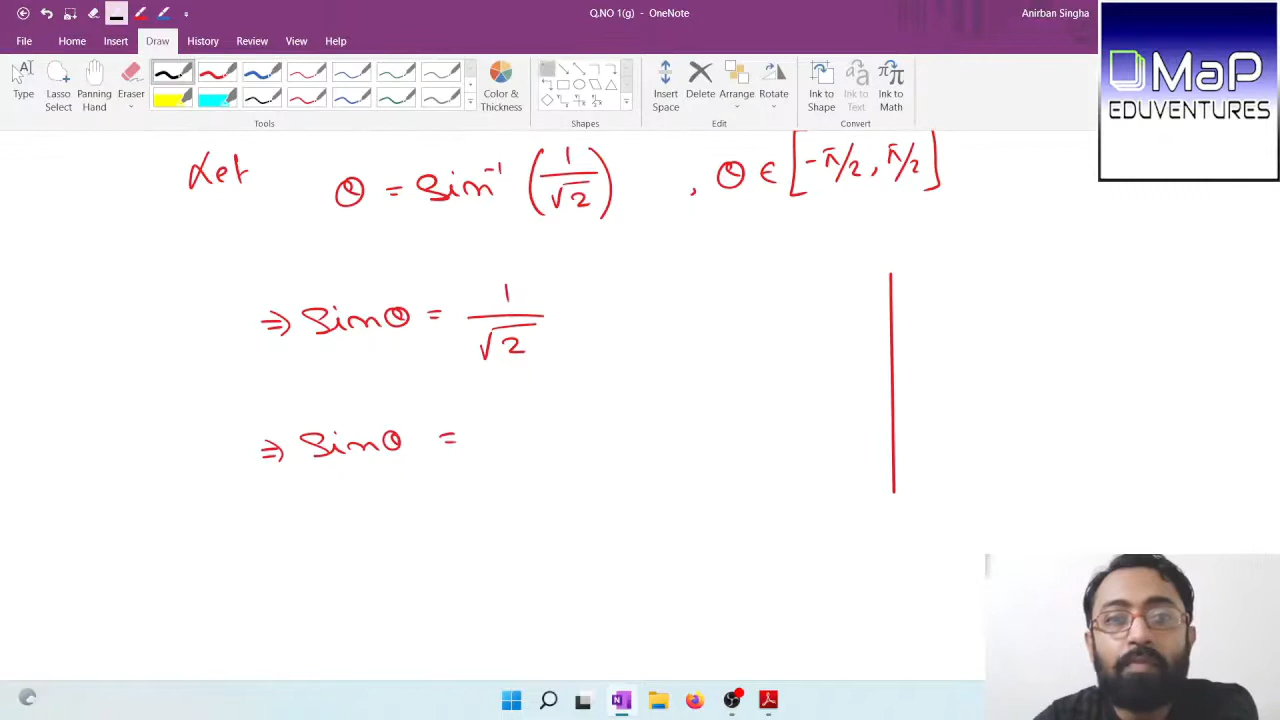 Q.NO 1(g) - OneNote
Anirban Singha
File Home Insert Draw History Review View Help
Type
Lasso Select
Panning Hand
Eraser
Color & Thickness
Insert Space
Delete
Arrange
Rotate
Ink to Shape
Ink to Text
Ink to Math
Tools
Shapes
Edit
Convert
MaP
EDUVENTURES
Let θ = Sin⁻¹ (1/√2) , θ ∈ [-π/2, π/2]
⇒ Sinθ = 1/√2
⇒ Sinθ =